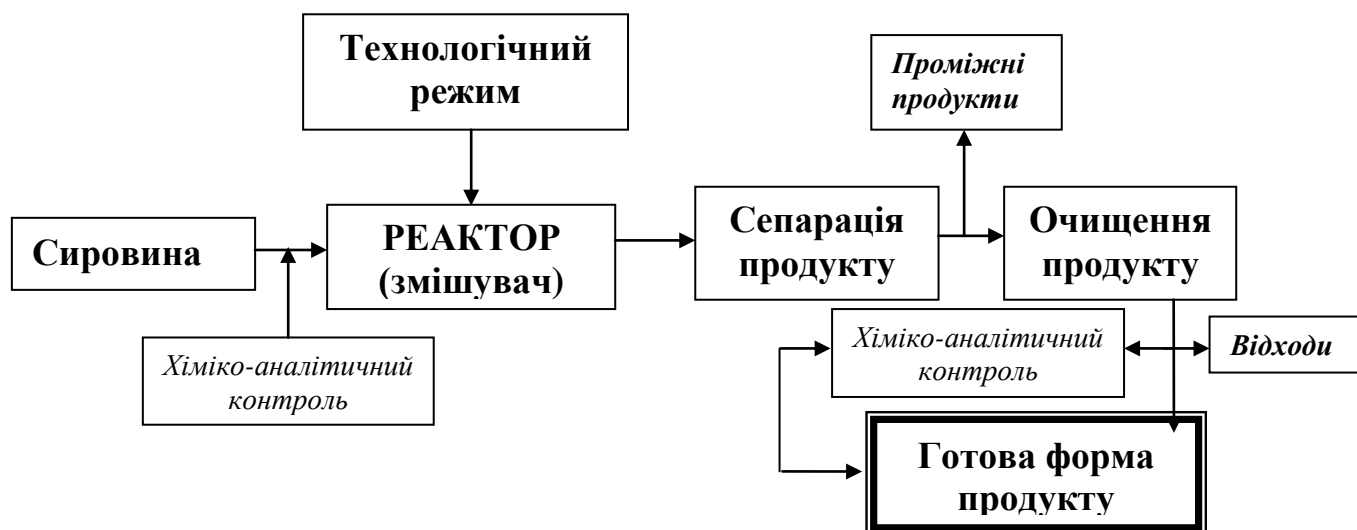 Технологічний
режим
Проміжні
продукти
Сировина
РЕАКТОР
(змішувач)
Сепарація
продукту
Очищення
продукту
Хіміко-аналітичний
контроль
Хіміко-аналітичний
контроль
Відходи
Готова форма
продукту